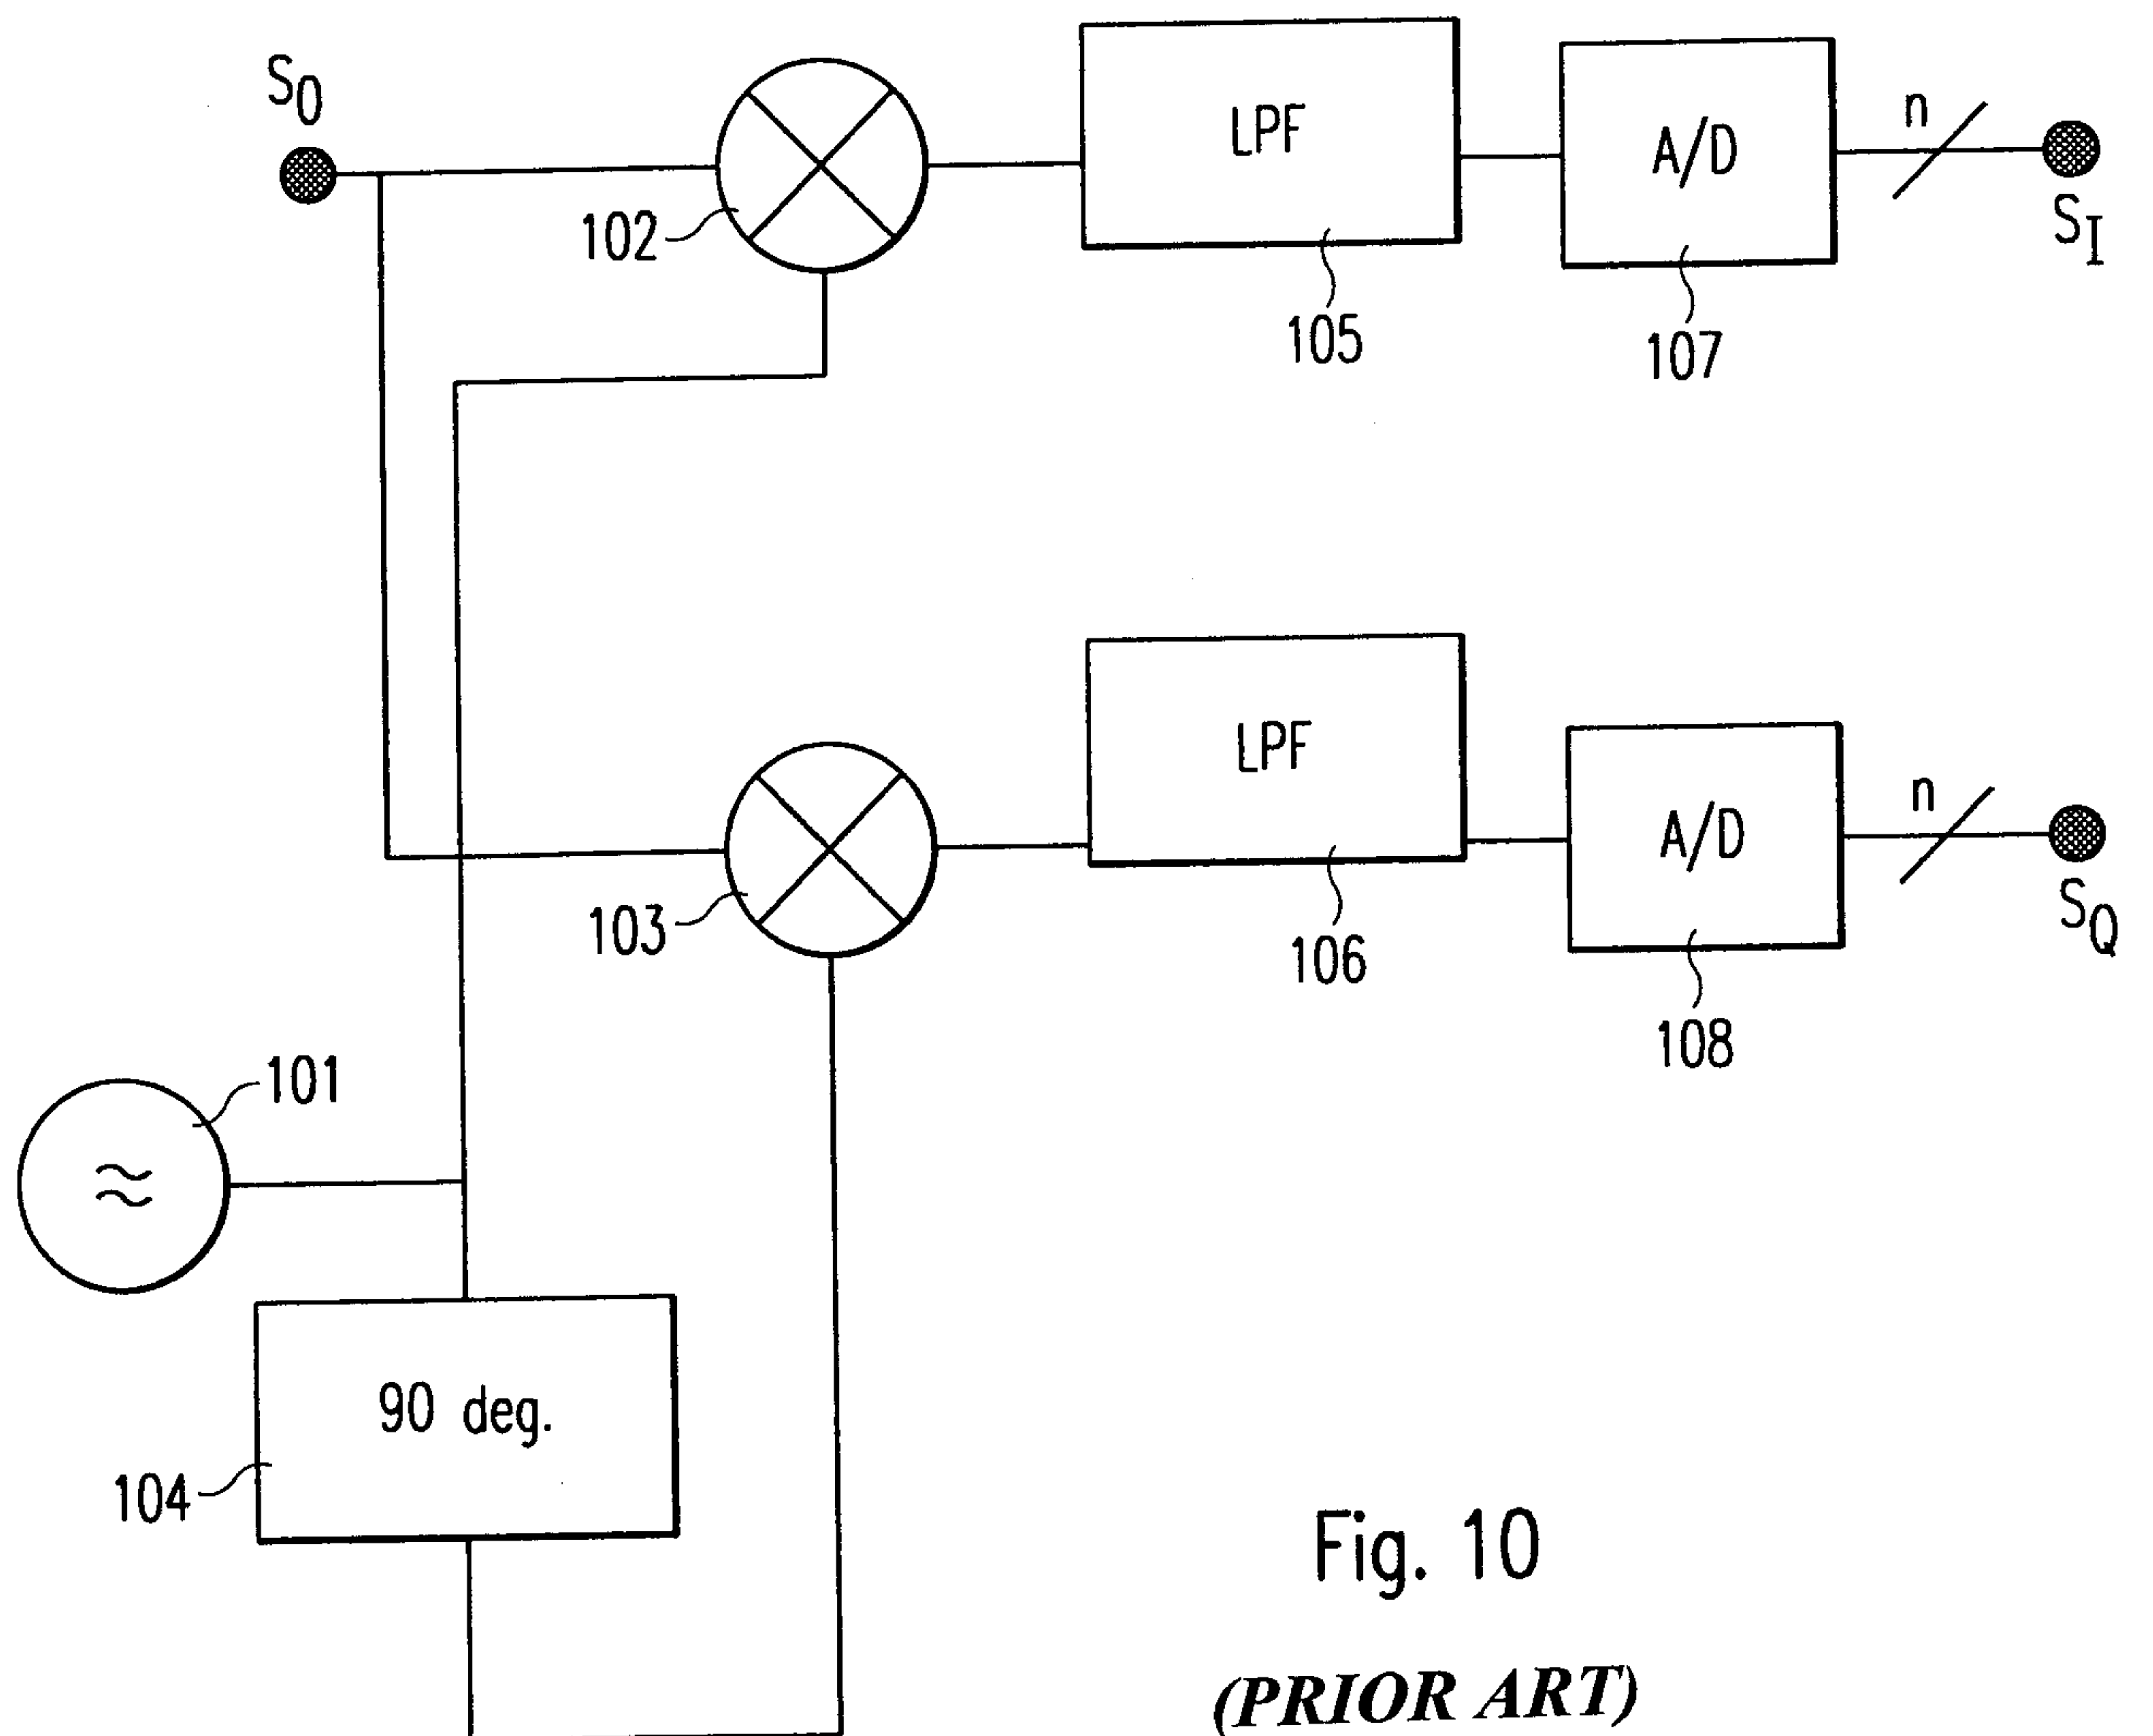 S0
102
LPF
105
A/D
107
n
SI
103
LPF
106
A/D
108
n
SQ
101
≈
90 deg.
104
Fig. 10
(PRIOR ART)